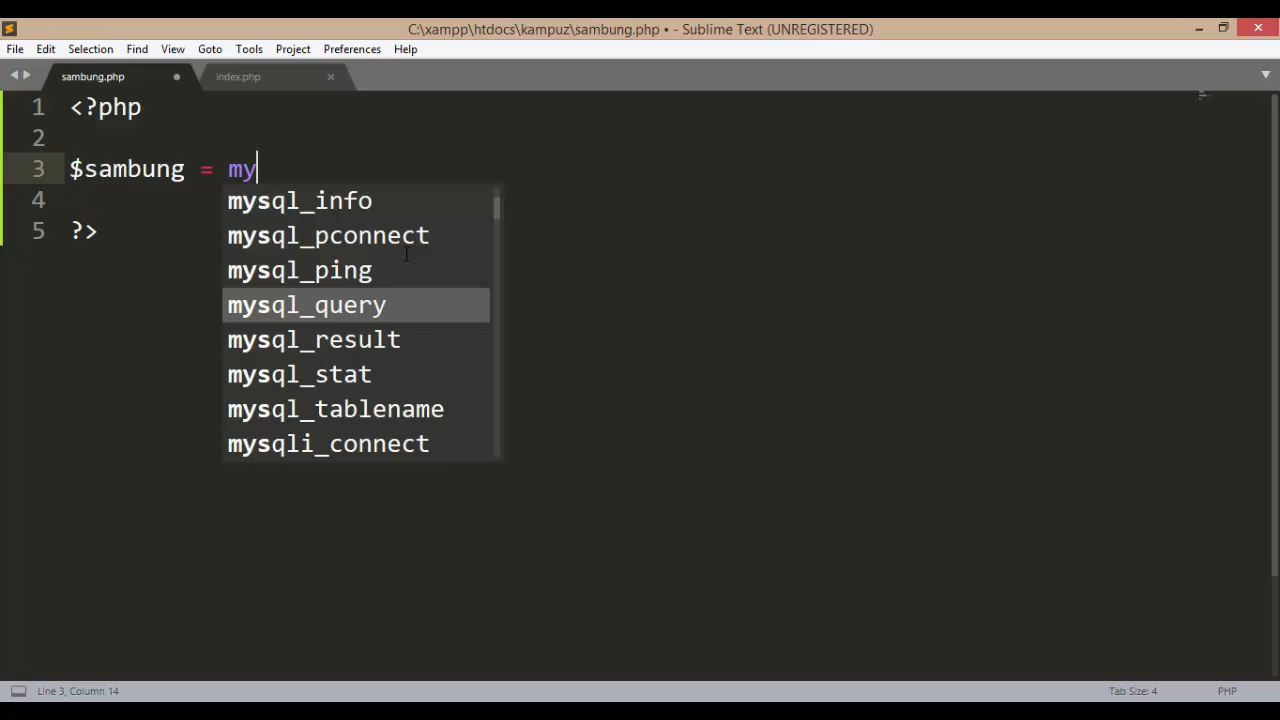 C:\xampp\htdocs\kampuz\sambung.php • - Sublime Text (UNREGISTERED)
File Edit Selection Find View Goto Tools Project Preferences Help
sambung.php index.php
1 <?php
2
3 $sambung = my
mysql_info
4
mysql_pconnect
5 ?>
mysql_ping
mysql_query
mysql_result
mysql_stat
mysql_tablename
mysqli_connect
Line 3, Column 14 Tab Size: 4 PHP